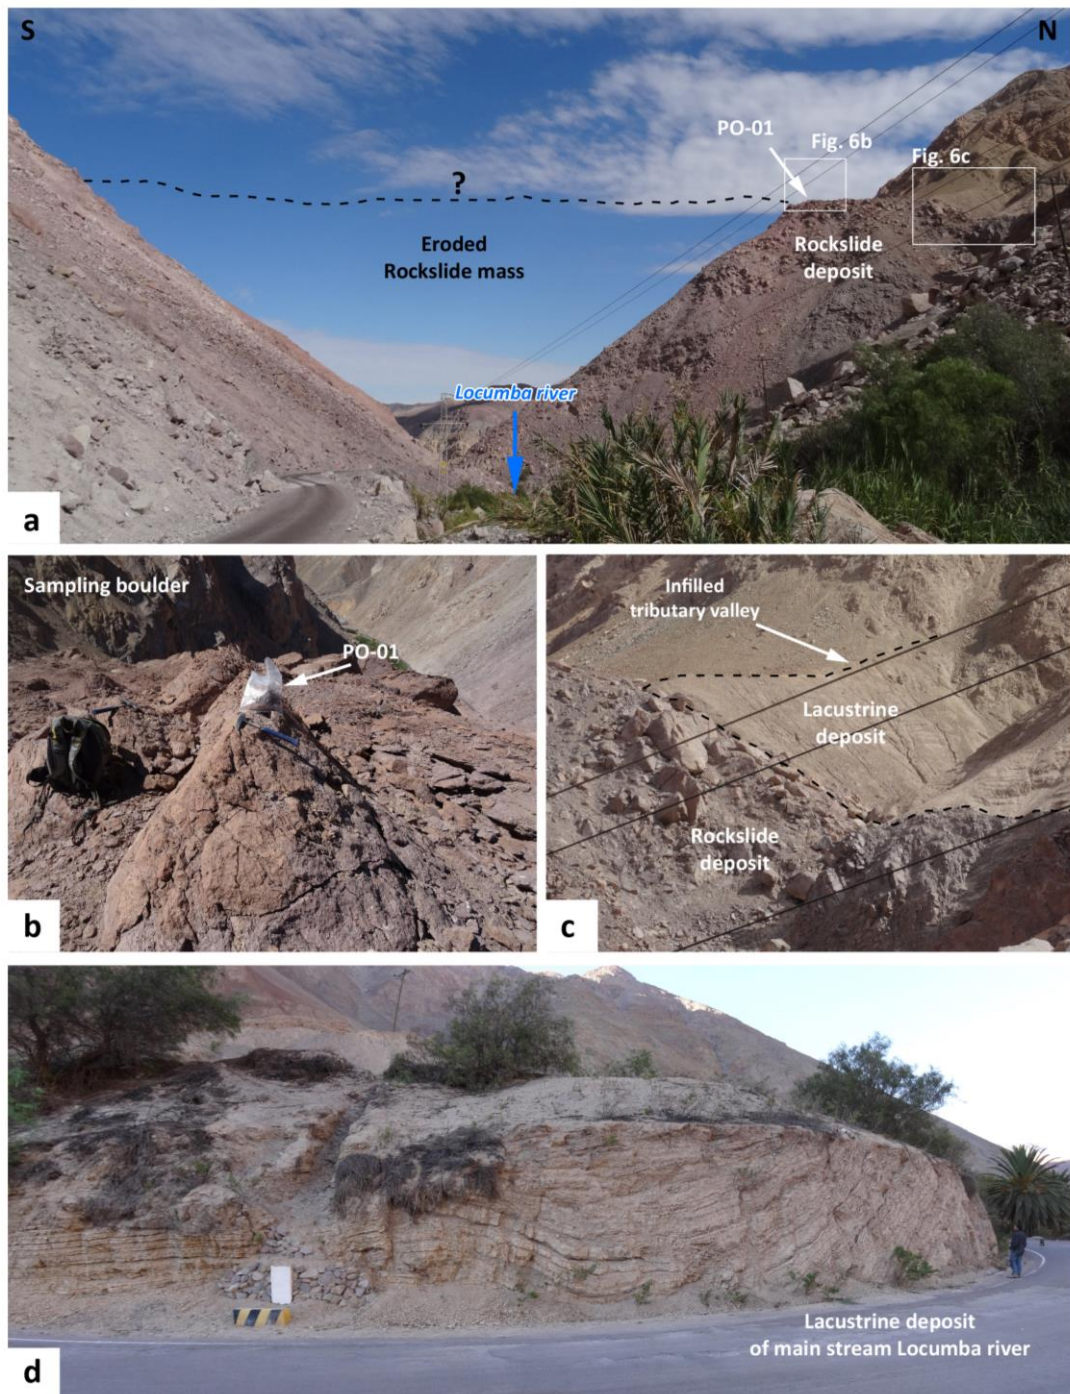 S
N
PO-01
Fig. 6b
Fig. 6c
?
Eroded
Rockslide mass
Rockslide
deposit
Locumba river
a
Sampling boulder
PO-01
b
Infilled
tributary valley
Lacustrine
deposit
Rockslide
deposit
c
Lacustrine deposit
of main stream Locumba river
d